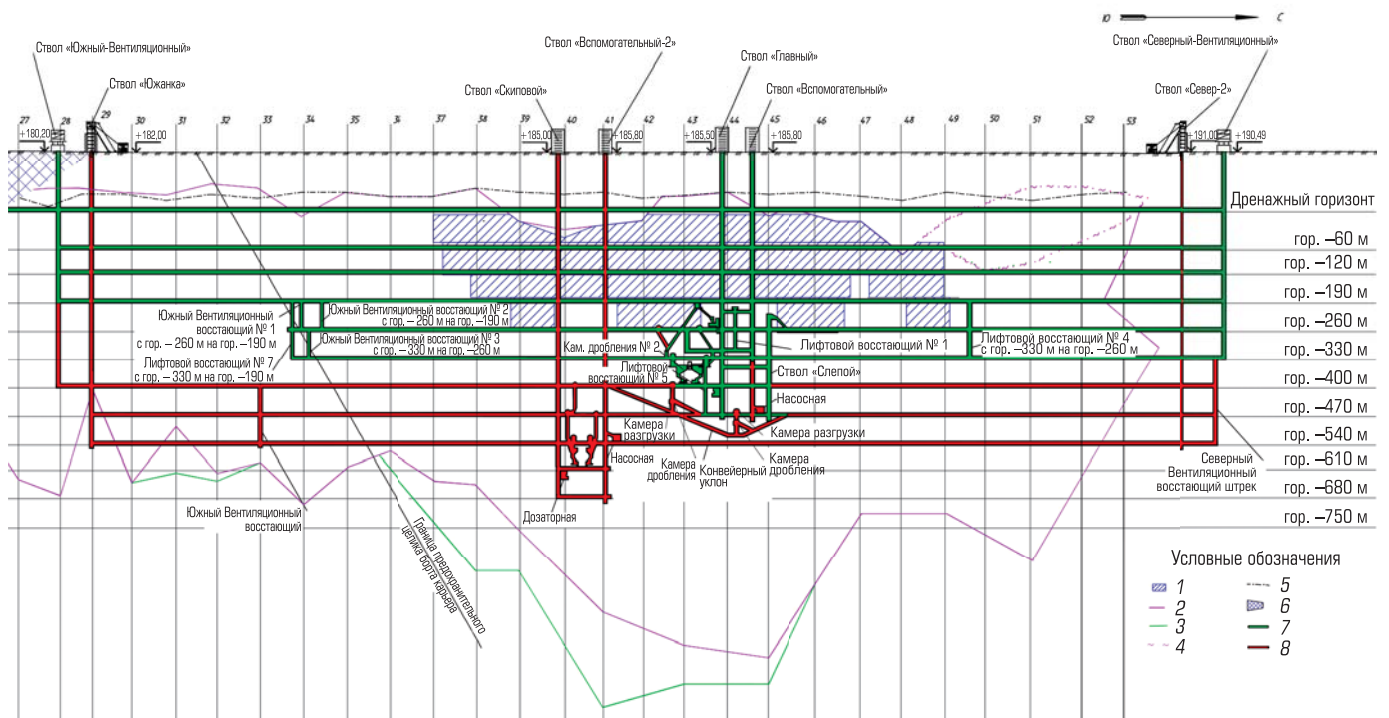 Ю С
Ствол «Южный-Вентиляционный»
Ствол «Вспомогательный-2»
Ствол «Главный»
Ствол «Северный-Вентиляционный»
Ствол «Южанка»
Ствол «Скиповой»
Ствол «Вспомогательный»
Ствол «Север-2»
27 28 29 30 31 32 33 34 35 36 37 38 39 40 41 42 43 44 45 46 47 48 49 50 51 52 53
+180,20
+182,00
+185,00
+185,80
+185,50
+185,80
+191,00
+190,49
Дренажный горизонт
гор. –60 м
гор. –120 м
гор. –190 м
гор. –260 м
гор. –330 м
гор. –400 м
гор. –470 м
гор. –540 м
гор. –610 м
гор. –680 м
гор. –750 м
Южный Вентиляционный
восстающий № 1
с гор. –260 м на гор. –190 м
Южный Вентиляционный восстающий № 2
с гор. –260 м на гор. –190 м
Южный Вентиляционный восстающий № 3
с гор. –330 м на гор. –260 м
Лифтовой восстающий № 7
с гор. –330 м на гор. –190 м
Кам. дробления № 2
Лифтовой
восстающий № 5
Лифтовой восстающий № 1
Лифтовой восстающий № 4
с гор. –330 м на гор. –260 м
Ствол «Слепой»
Насосная
Камера
разгрузки
Камера разгрузки
Насосная
Камера
дробления
Конвейерный
уклон
Камера
дробления
Дозаторная
Южный Вентиляционный
восстающий
Граница предохранительного
целика борта карьера
Северный
Вентиляционный
восстающий штрек
Условные обозначения
1
2
3
4
5
6
7
8